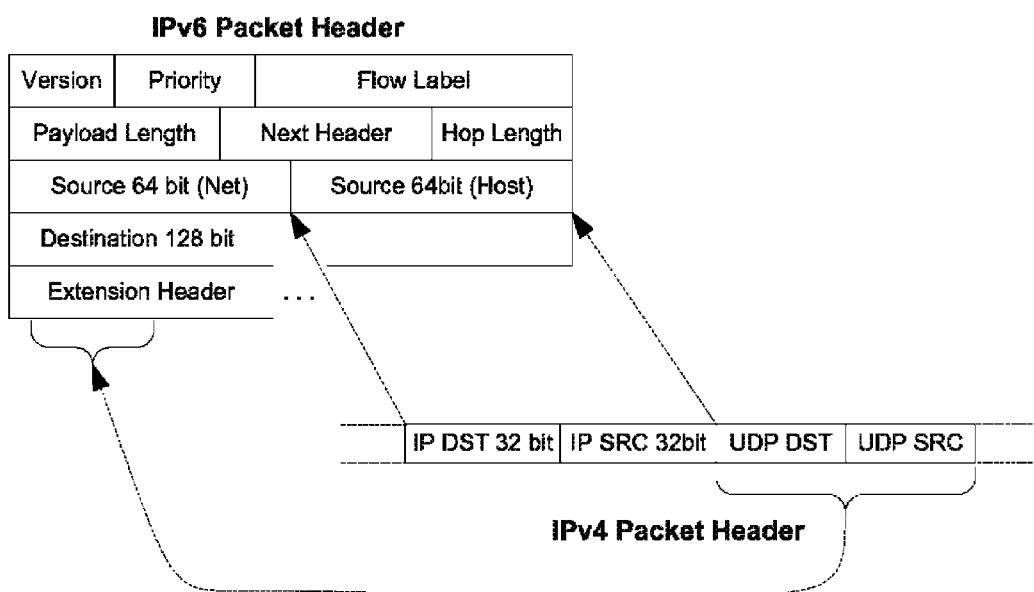 IPv6 Packet Header
Version Priority Flow Label
Payload Length Next Header Hop Length
Source 64 bit (Net) Source 64bit (Host)
Destination 128 bit
Extension Header ...
IP DST 32 bit IP SRC 32bit UDP DST UDP SRC
IPv4 Packet Header